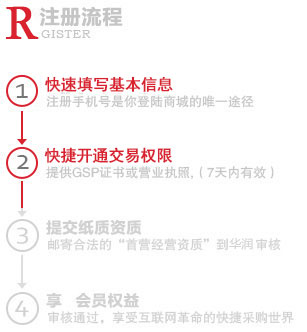 R 注册流程
GISTER
1 快速填写基本信息
注册手机号是你登陆商城的唯一途径
2 快捷开通交易权限
提供GSP证书或营业执照,（7天内有效）
3 提交纸质资质
邮寄合法的“首营经营资质”到华润审核
4 享 会员权益
审核通过，享受互联网革命的快捷采购世界